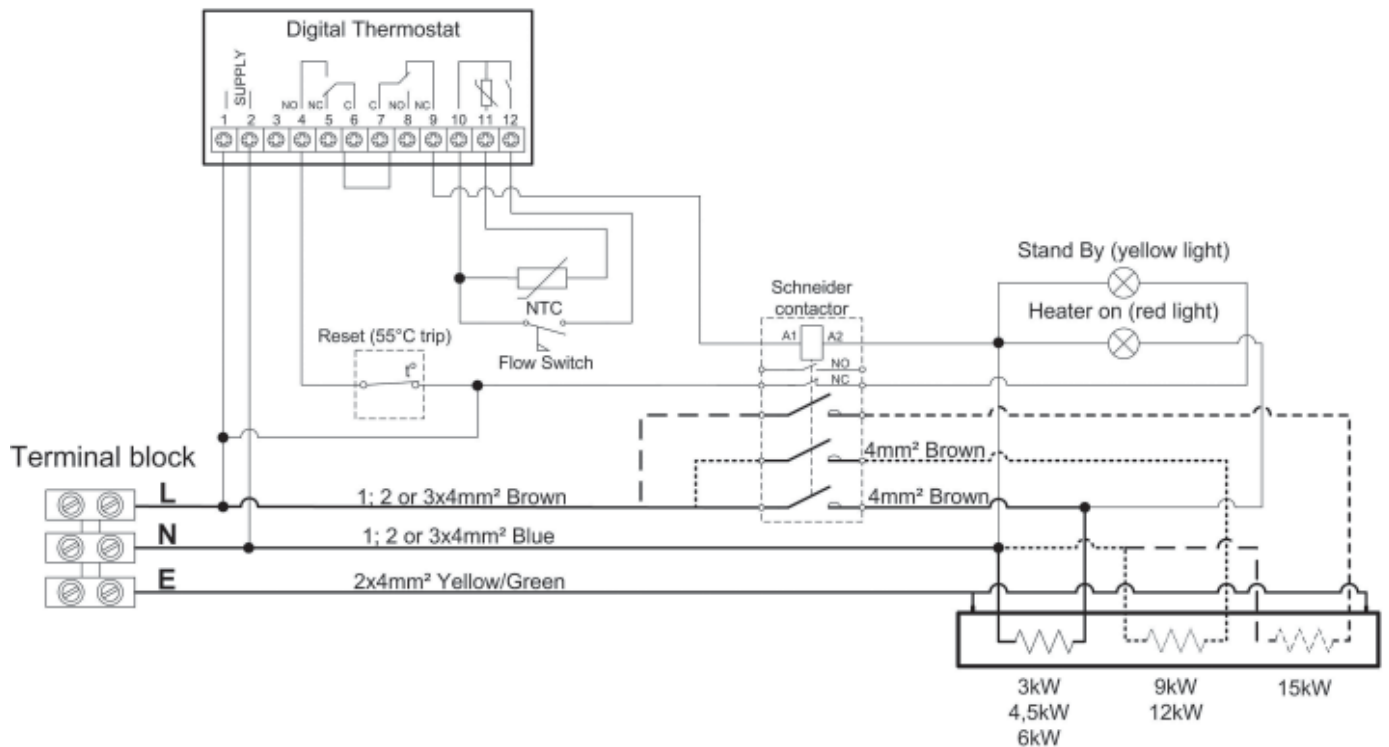 Digital Thermostat
SUPPLY
NO NC C C NO NC
1 2 3 4 5 6 7 8 9 10 11 12
Stand By (yellow light)
Schneider
contactor
Heater on (red light)
NTC
A1 A2
Reset (55°C trip)
Flow Switch
t°
NO
NC
Terminal block
4mm² Brown
L 1; 2 or 3x4mm² Brown 4mm² Brown
N 1; 2 or 3x4mm² Blue
E 2x4mm² Yellow/Green
3kW 9kW 15kW
4,5kW 12kW
6kW